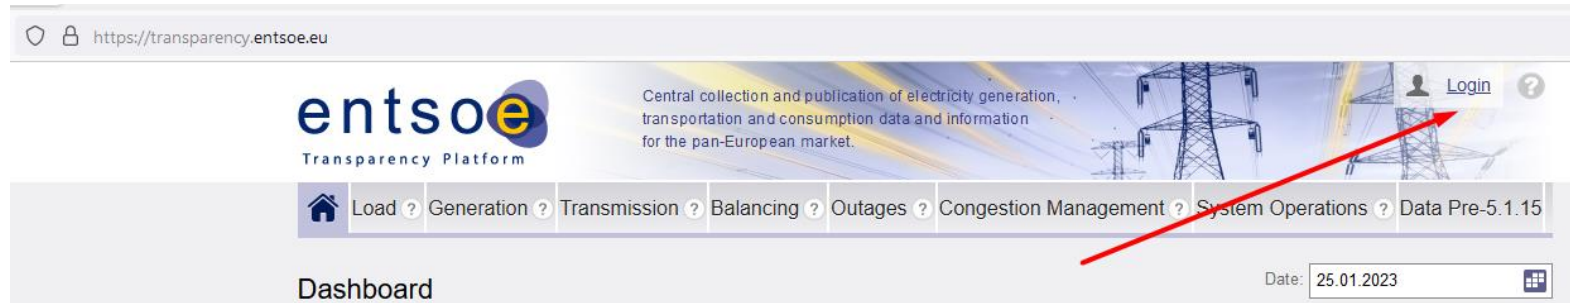 https://transparency.entsoe.eu
entsoe
Transparency Platform
Central collection and publication of electricity generation,
transportation and consumption data and information
for the pan-European market.
Login ?
Load ? Generation ? Transmission ? Balancing ? Outages ? Congestion Management ? System Operations ? Data Pre-5.1.15
Dashboard
Date: 25.01.2023